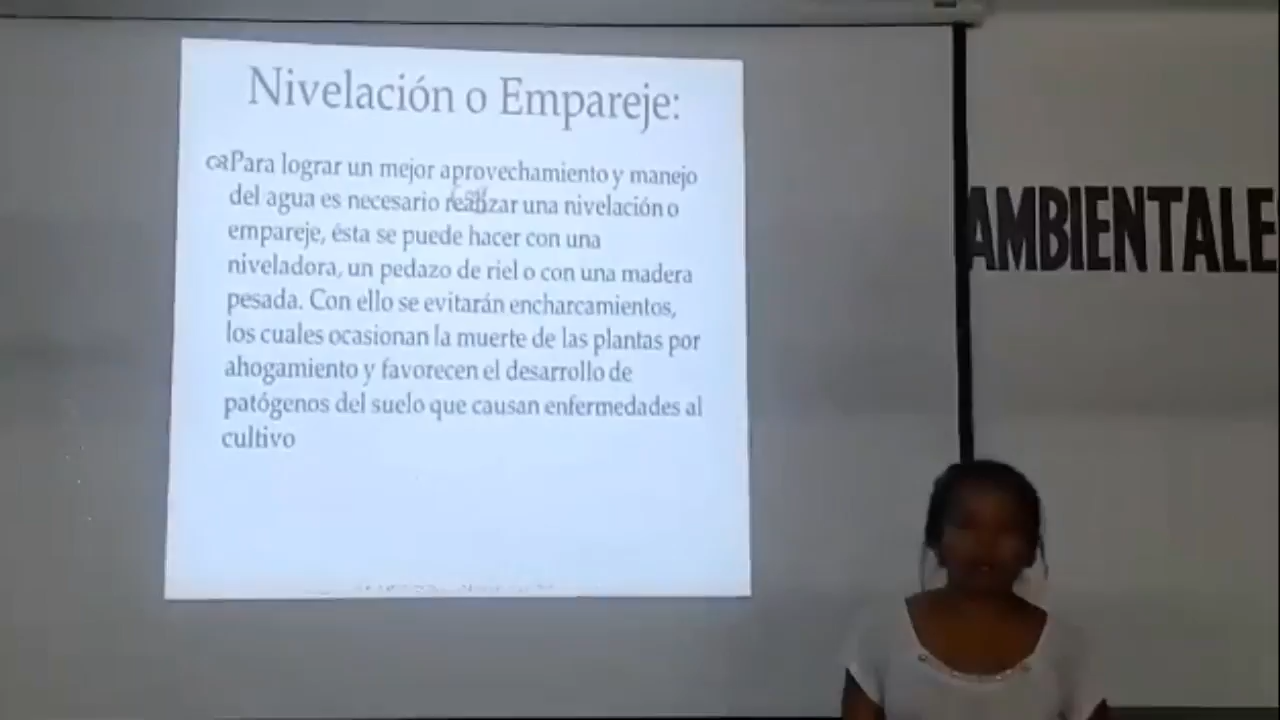 Nivelación o Empareje:
Para lograr un mejor aprovechamiento y manejo
del agua es necesario realizar una nivelación o
empareje, ésta se puede hacer con una
niveladora, un pedazo de riel o con una madera
pesada. Con ello se evitarán encharcamientos,
los cuales ocasionan la muerte de las plantas por
ahogamiento y favorecen el desarrollo de
patógenos del suelo que causan enfermedades al
cultivo
AMBIENTALE